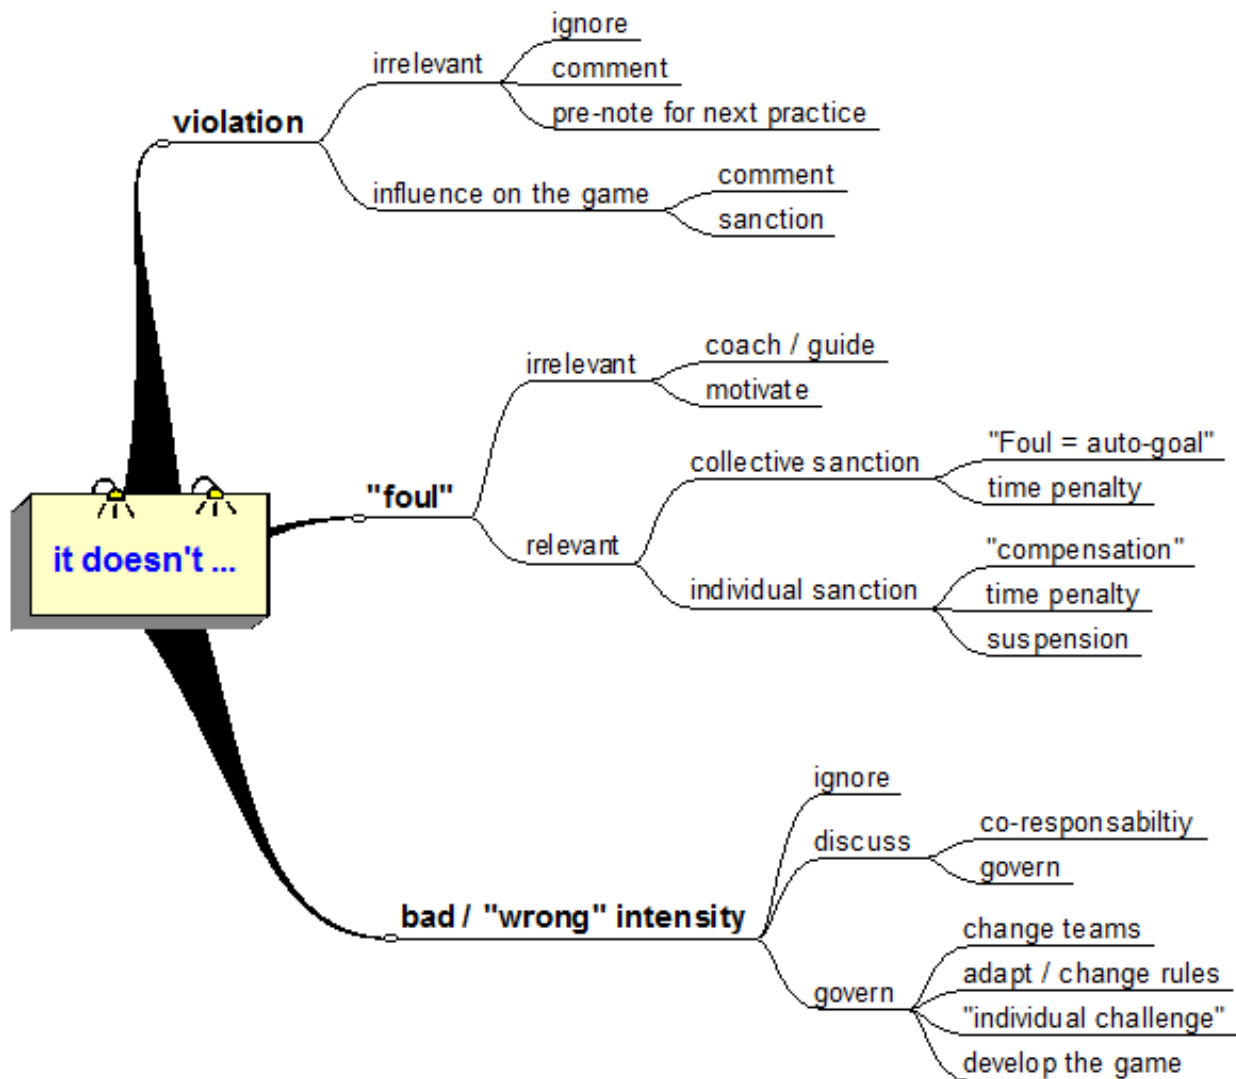 it doesn't ...
violation
irrelevant
ignore
comment
pre-note for next practice
influence on the game
comment
sanction
"foul"
irrelevant
coach / guide
motivate
relevant
collective sanction
"Foul = auto-goal"
time penalty
individual sanction
"compensation"
time penalty
suspension
bad / "wrong" intensity
ignore
discuss
co-responsabiltiy
govern
govern
change teams
adapt / change rules
"individual challenge"
develop the game